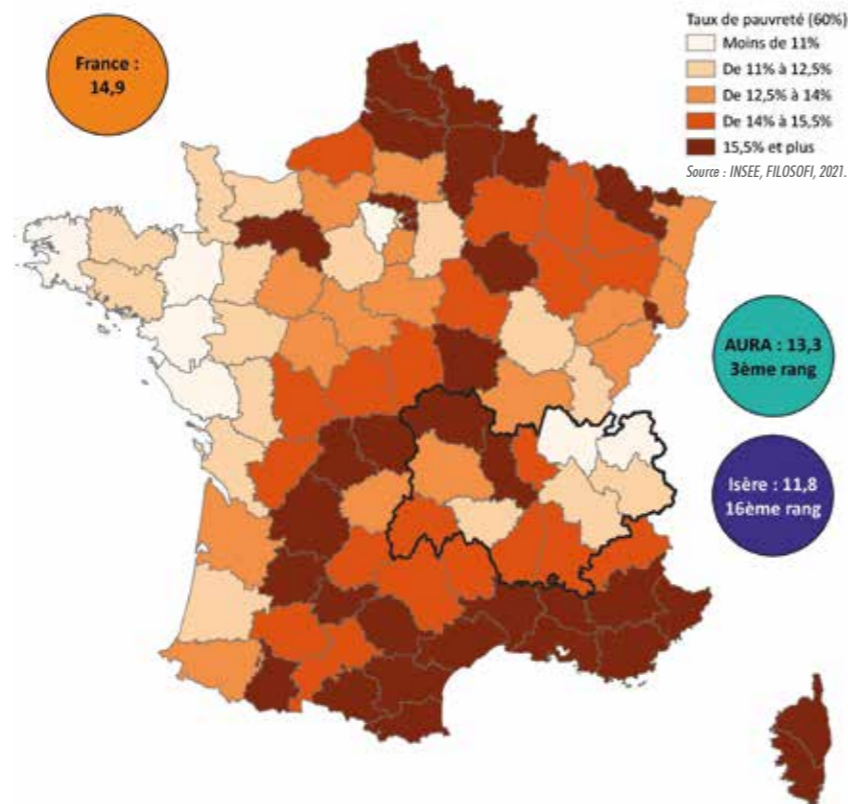 France :
14,9
Taux de pauvreté (60%)
Moins de 11%
De 11% à 12,5%
De 12,5% à 14%
De 14% à 15,5%
15,5% et plus
Source : INSEE, FILOSOFI, 2021.
AURA : 13,3
3ème rang
Isère : 11,8
16ème rang